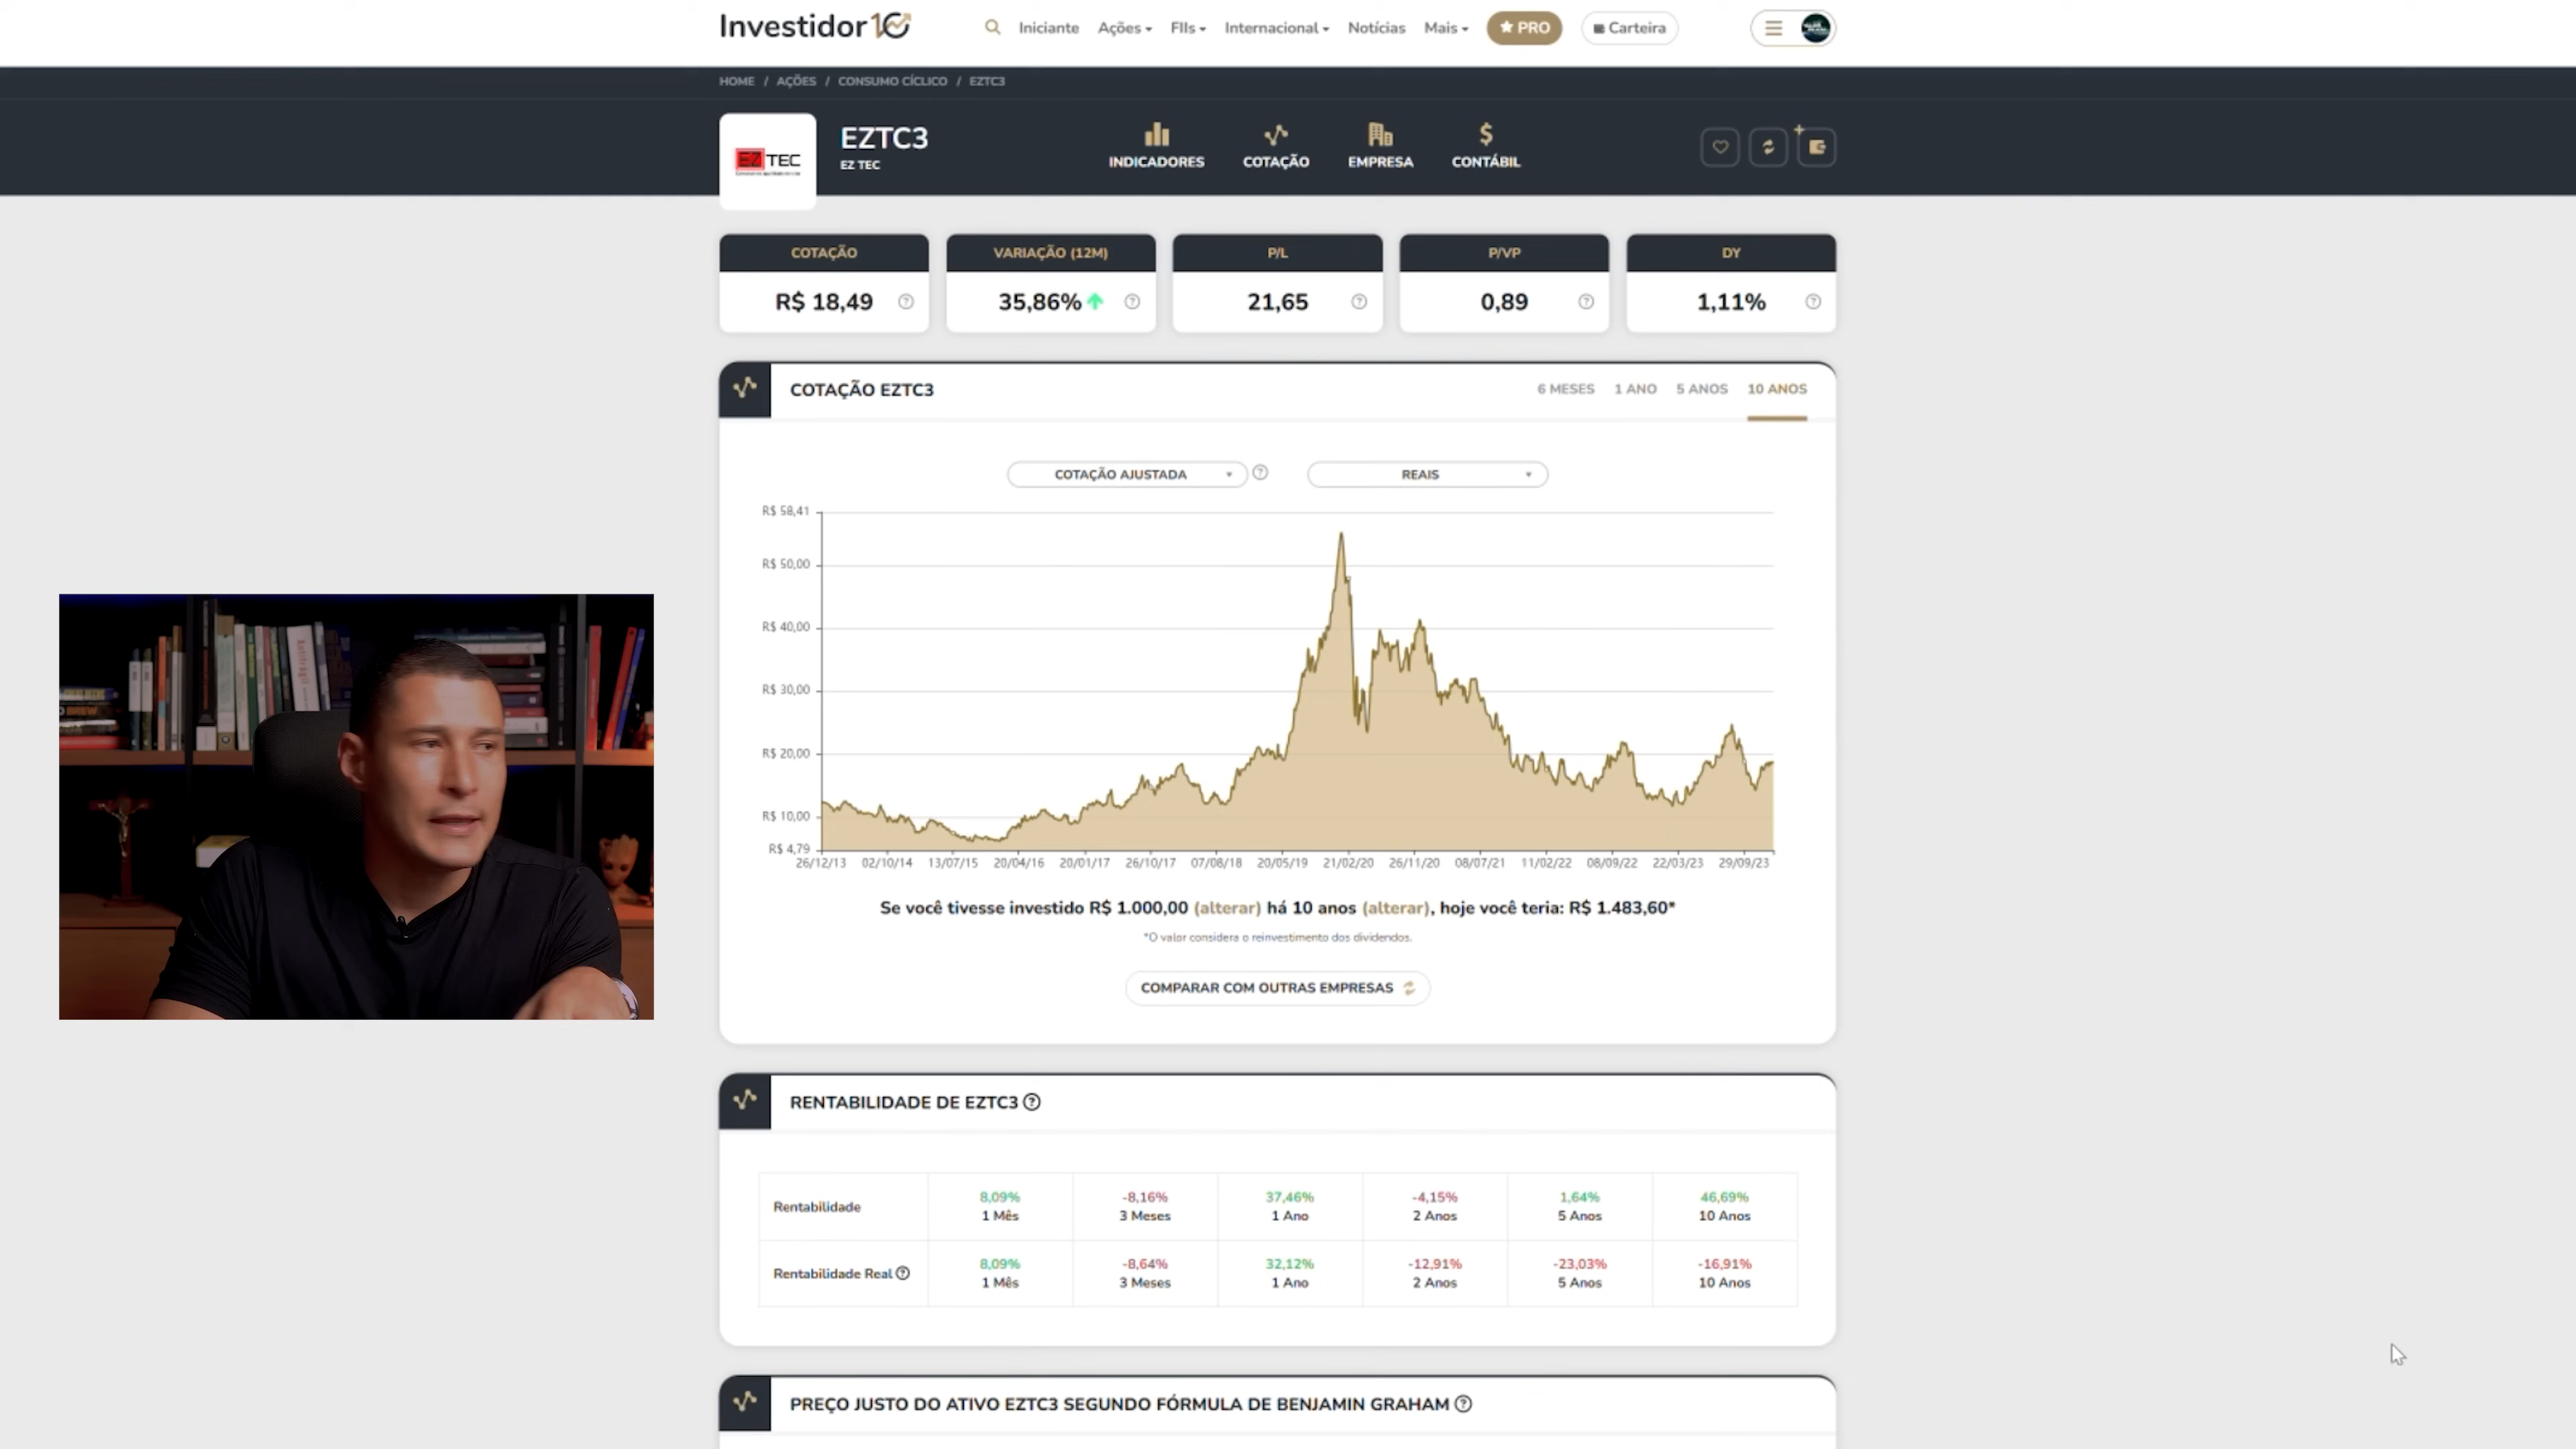 Investidor10
Iniciante Ações FIIs Internacional Notícias Mais PRO Carteira
HOME / AÇÕES / CONSUMO CÍCLICO / EZTC3
EZ TEC
EZTC3
EZ TEC
INDICADORES COTAÇÃO EMPRESA CONTÁBIL
COTAÇÃO VARIAÇÃO (12M) P/L P/VP DY
R$ 18,49 35,86% 21,65 0,89 1,11%
COTAÇÃO EZTC3
6 MESES 1 ANO 5 ANOS 10 ANOS
COTAÇÃO AJUSTADA REAIS
R$ 58,41
R$ 50,00
R$ 40,00
R$ 30,00
R$ 20,00
R$ 10,00
R$ 4,79
26/12/13 02/10/14 13/07/15 20/04/16 20/01/17 26/10/17 07/08/18 20/05/19 21/02/20 26/11/20 08/07/21 11/02/22 08/09/22 22/03/23 29/09/23
Se você tivesse investido R$ 1.000,00 (alterar) há 10 anos (alterar), hoje você teria: R$ 1.483,60*
*O valor considera o reinvestimento dos dividendos.
COMPARAR COM OUTRAS EMPRESAS
RENTABILIDADE DE EZTC3
Rentabilidade
8,09% -8,16% 37,46% -4,15% 1,64% 46,69%
1 Mês 3 Meses 1 Ano 2 Anos 5 Anos 10 Anos
Rentabilidade Real
8,09% -8,64% 32,12% -12,91% -23,03% -16,91%
1 Mês 3 Meses 1 Ano 2 Anos 5 Anos 10 Anos
PREÇO JUSTO DO ATIVO EZTC3 SEGUNDO FÓRMULA DE BENJAMIN GRAHAM